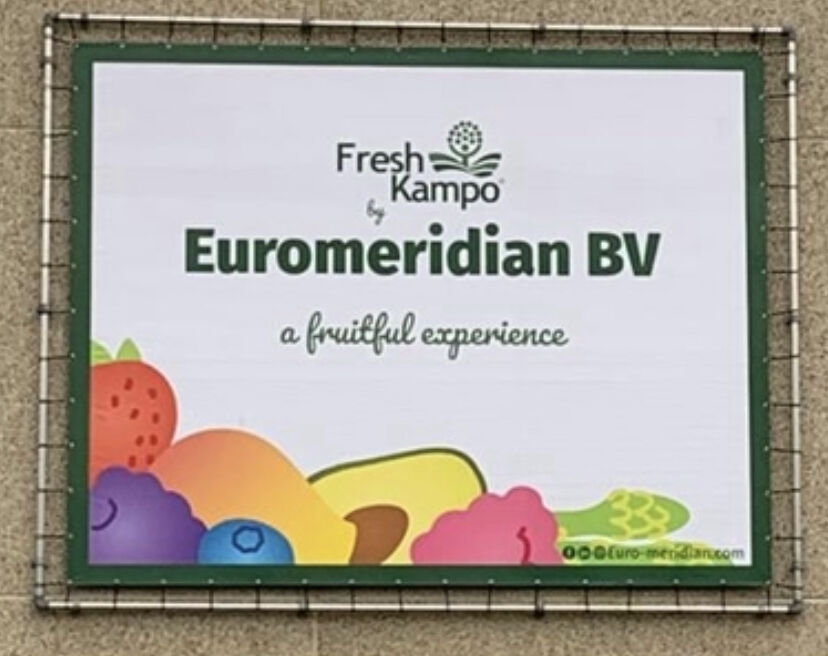 Fresh
Kampo
by
Euromeridian BV
a fruitful experience
Euro-meridian.com